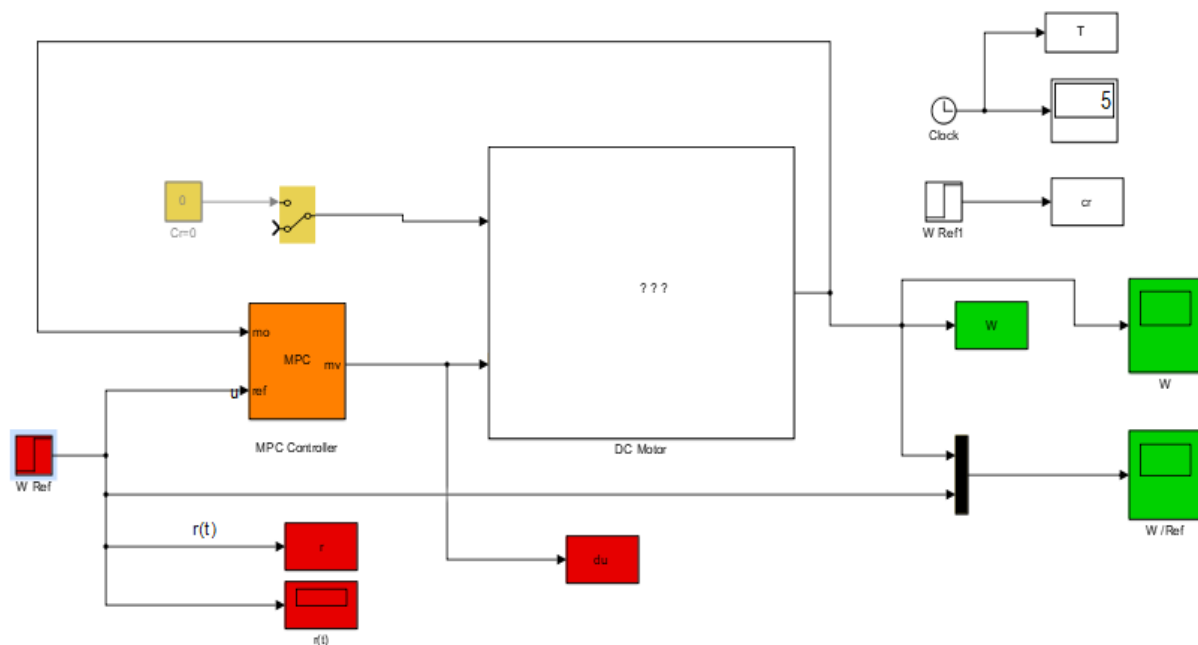 T
5
Clock
0
Cr=0
cr
W Ref1
? ? ?
W
W
mo
MPC
mv
u
ref
MPC Controller
DC Motor
W Ref
W /Ref
r(t)
r
du
r(t)